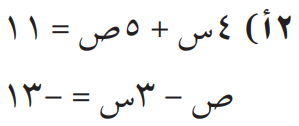 ٢أ) ٤س + ٥ص = ١١
ص − ٣س = −١٣